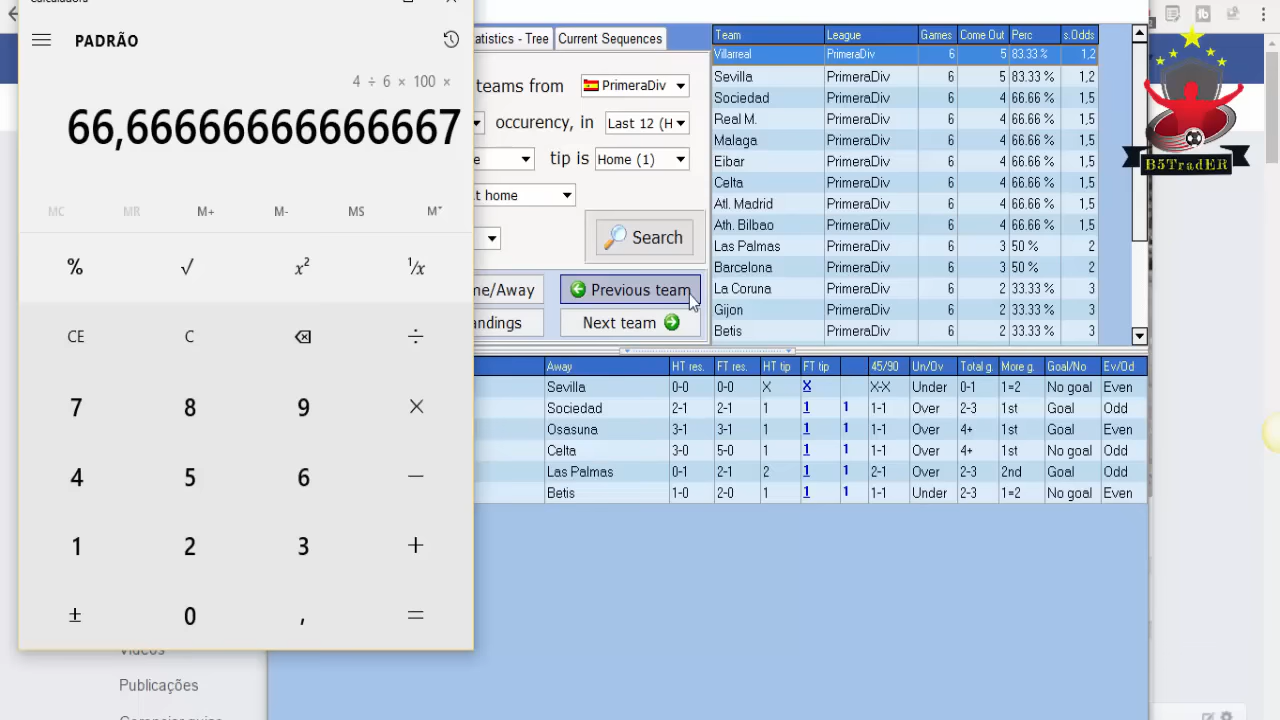 PADRÃO
4 ÷ 6 × 100 ×
66,66666666666667
MC MR M+ M- MS M˅
% √ x² ¹/x
CE C ÷
7 8 9 ×
4 5 6 −
1 2 3 +
± 0 , =
Publicações
Tree Current Sequences
teams from PrimeraDiv
occurency, in Last 12 (H
tip is Home (1)
home
Search
Previous team
Next team
Team League Games Come Out Perc s.Odds
Villarreal PrimeraDiv 6 5 83.33 % 1,2
Sevilla PrimeraDiv 6 5 83.33 % 1,2
Sociedad PrimeraDiv 6 4 66.66 % 1,5
Real M. PrimeraDiv 6 4 66.66 % 1,5
Malaga PrimeraDiv 6 4 66.66 % 1,5
Eibar PrimeraDiv 6 4 66.66 % 1,5
Celta PrimeraDiv 6 4 66.66 % 1,5
Atl. Madrid PrimeraDiv 6 4 66.66 % 1,5
Ath. Bilbao PrimeraDiv 6 4 66.66 % 1,5
Las Palmas PrimeraDiv 6 3 50 % 2
Barcelona PrimeraDiv 6 3 50 % 2
La Coruna PrimeraDiv 6 2 33.33 % 3
Gijon PrimeraDiv 6 2 33.33 % 3
Betis PrimeraDiv 6 2 33.33 % 3
B5TradER
Away HT res. FT res. HT tip FT tip 45/90 Un/Ov Total g. More g. Goal/No Ev/Od
Sevilla 0-0 0-0 X X X-X Under 0-1 1=2 No goal Even
Sociedad 2-1 2-1 1 1 1 1-1 Over 2-3 1st Goal Odd
Osasuna 3-1 3-1 1 1 1 1-1 Over 4+ 1st Goal Even
Celta 3-0 5-0 1 1 1 1-1 Over 4+ 1st No goal Odd
Las Palmas 0-1 2-1 2 1 1 2-1 Over 2-3 2nd Goal Odd
Betis 1-0 2-0 1 1 1 1-1 Under 2-3 1=2 No goal Even